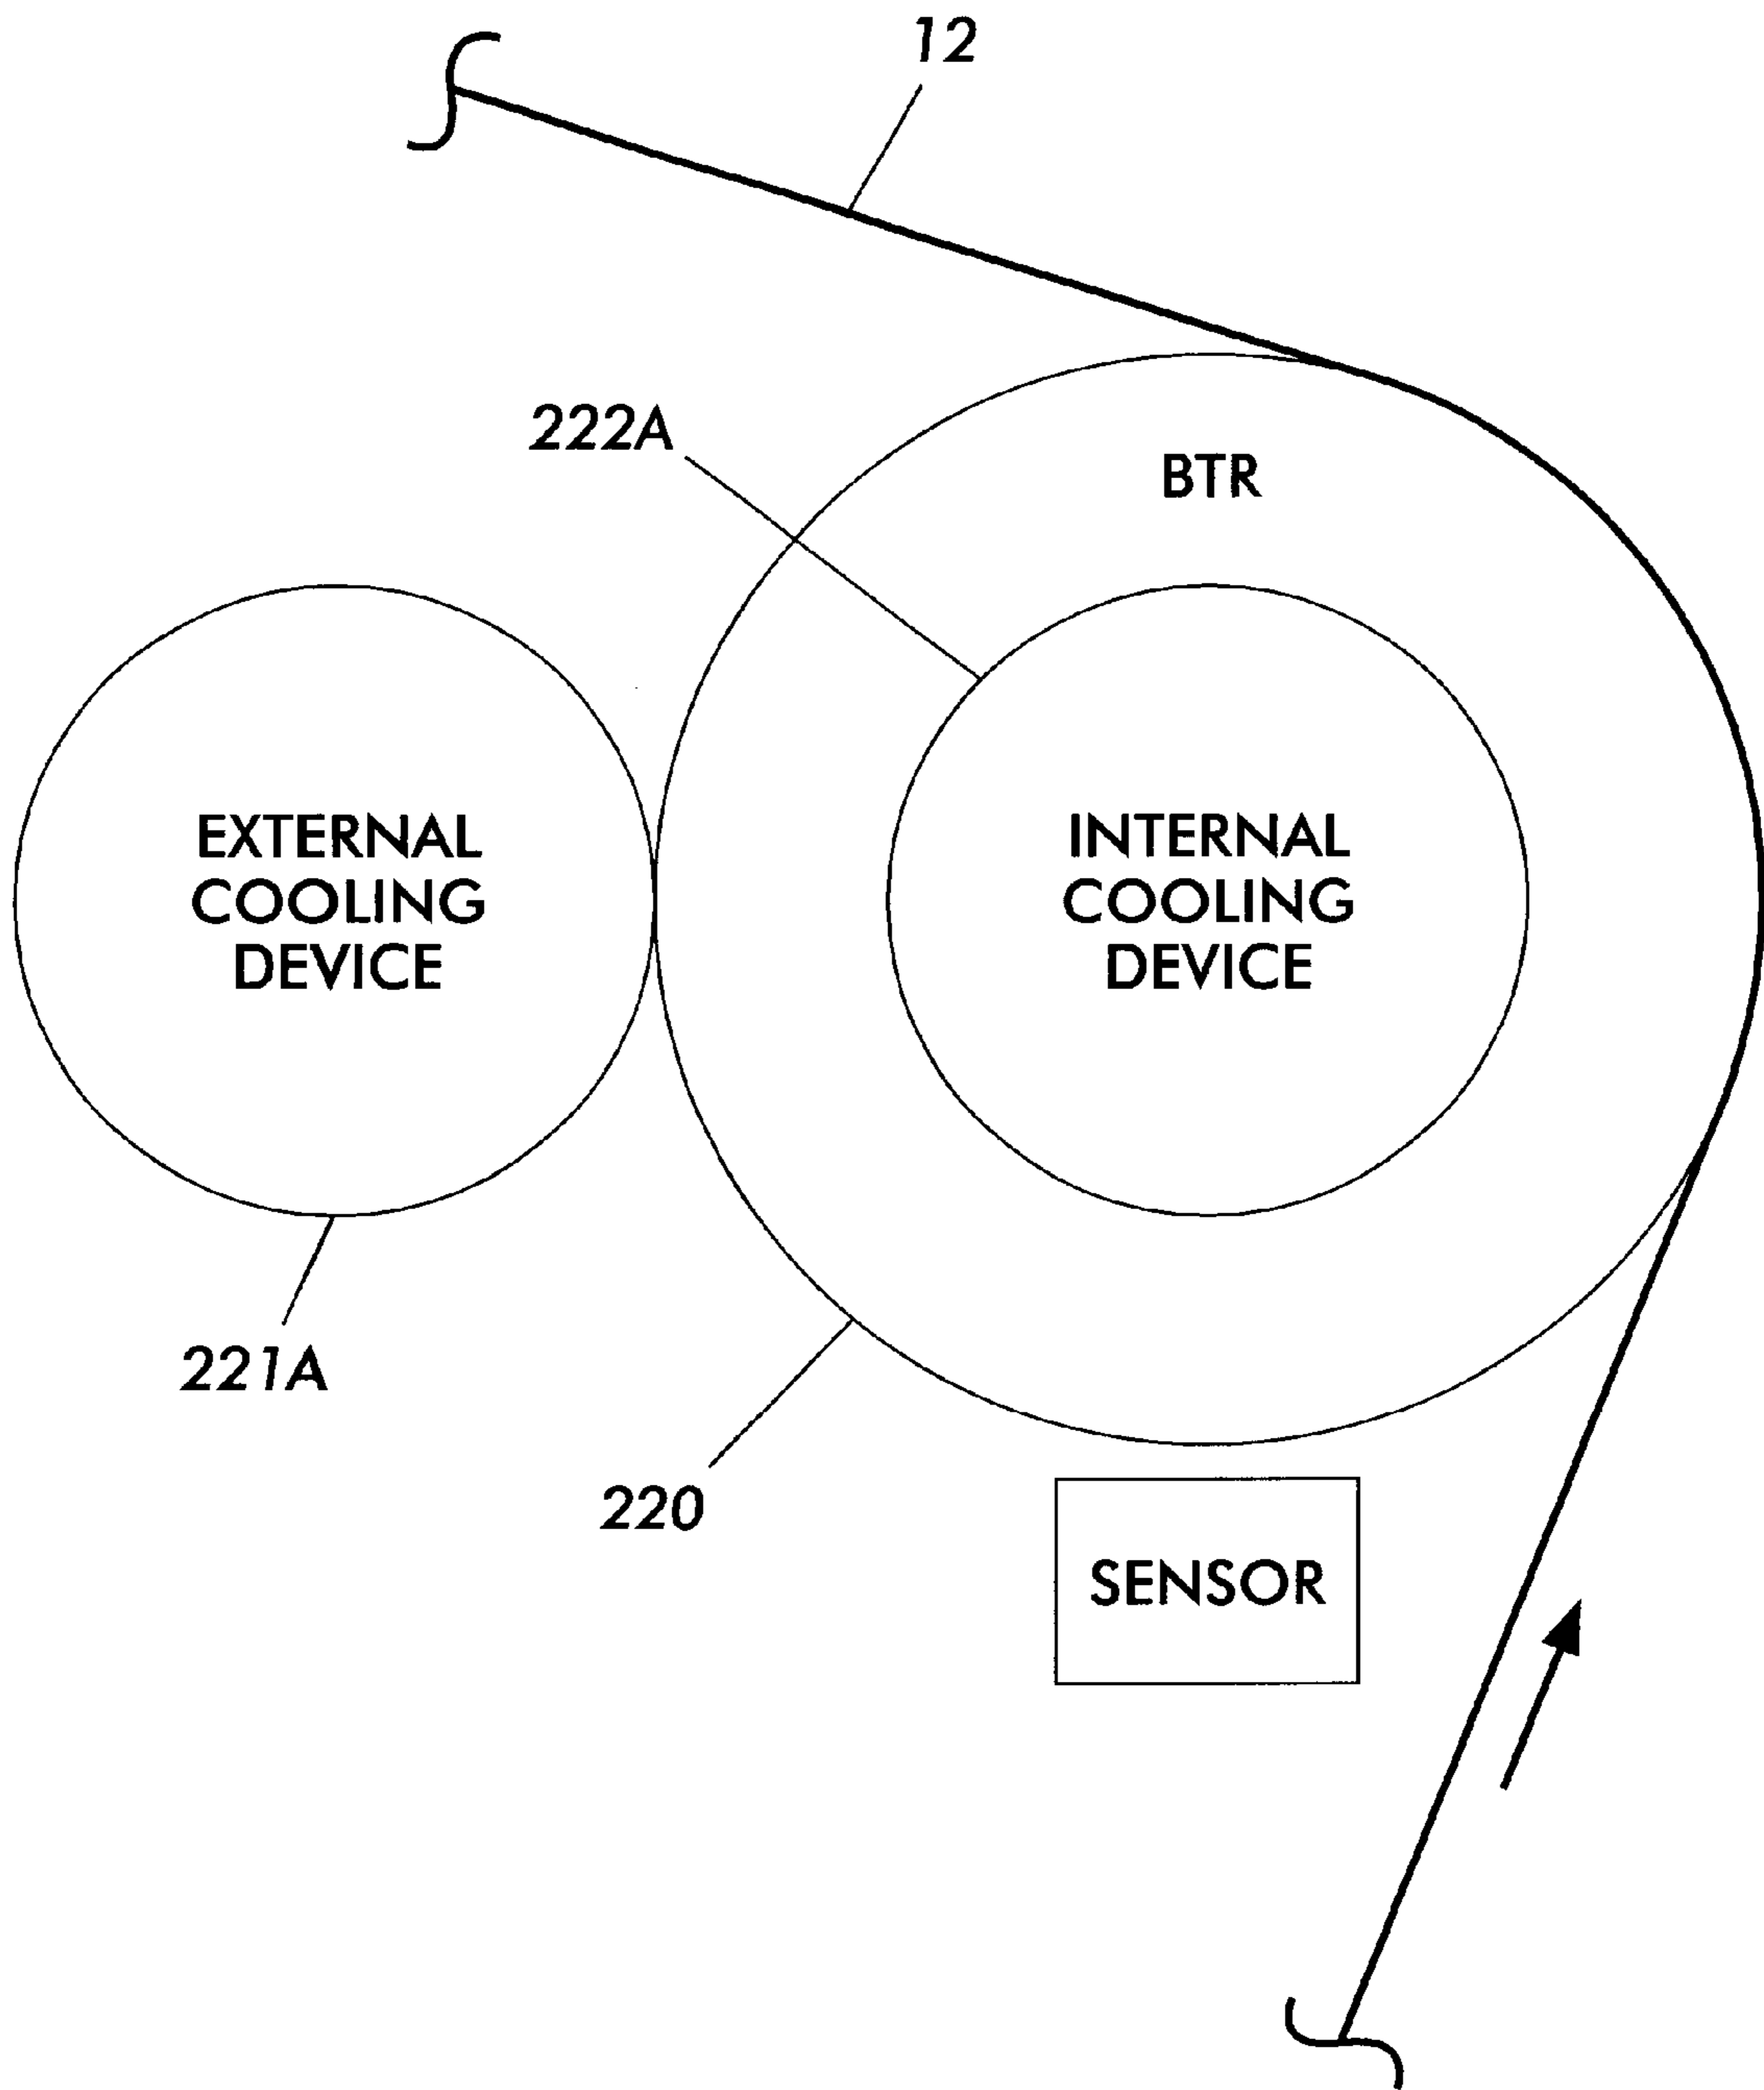 12
222A
BTR
EXTERNAL
COOLING
DEVICE
INTERNAL
COOLING
DEVICE
221A
220
SENSOR